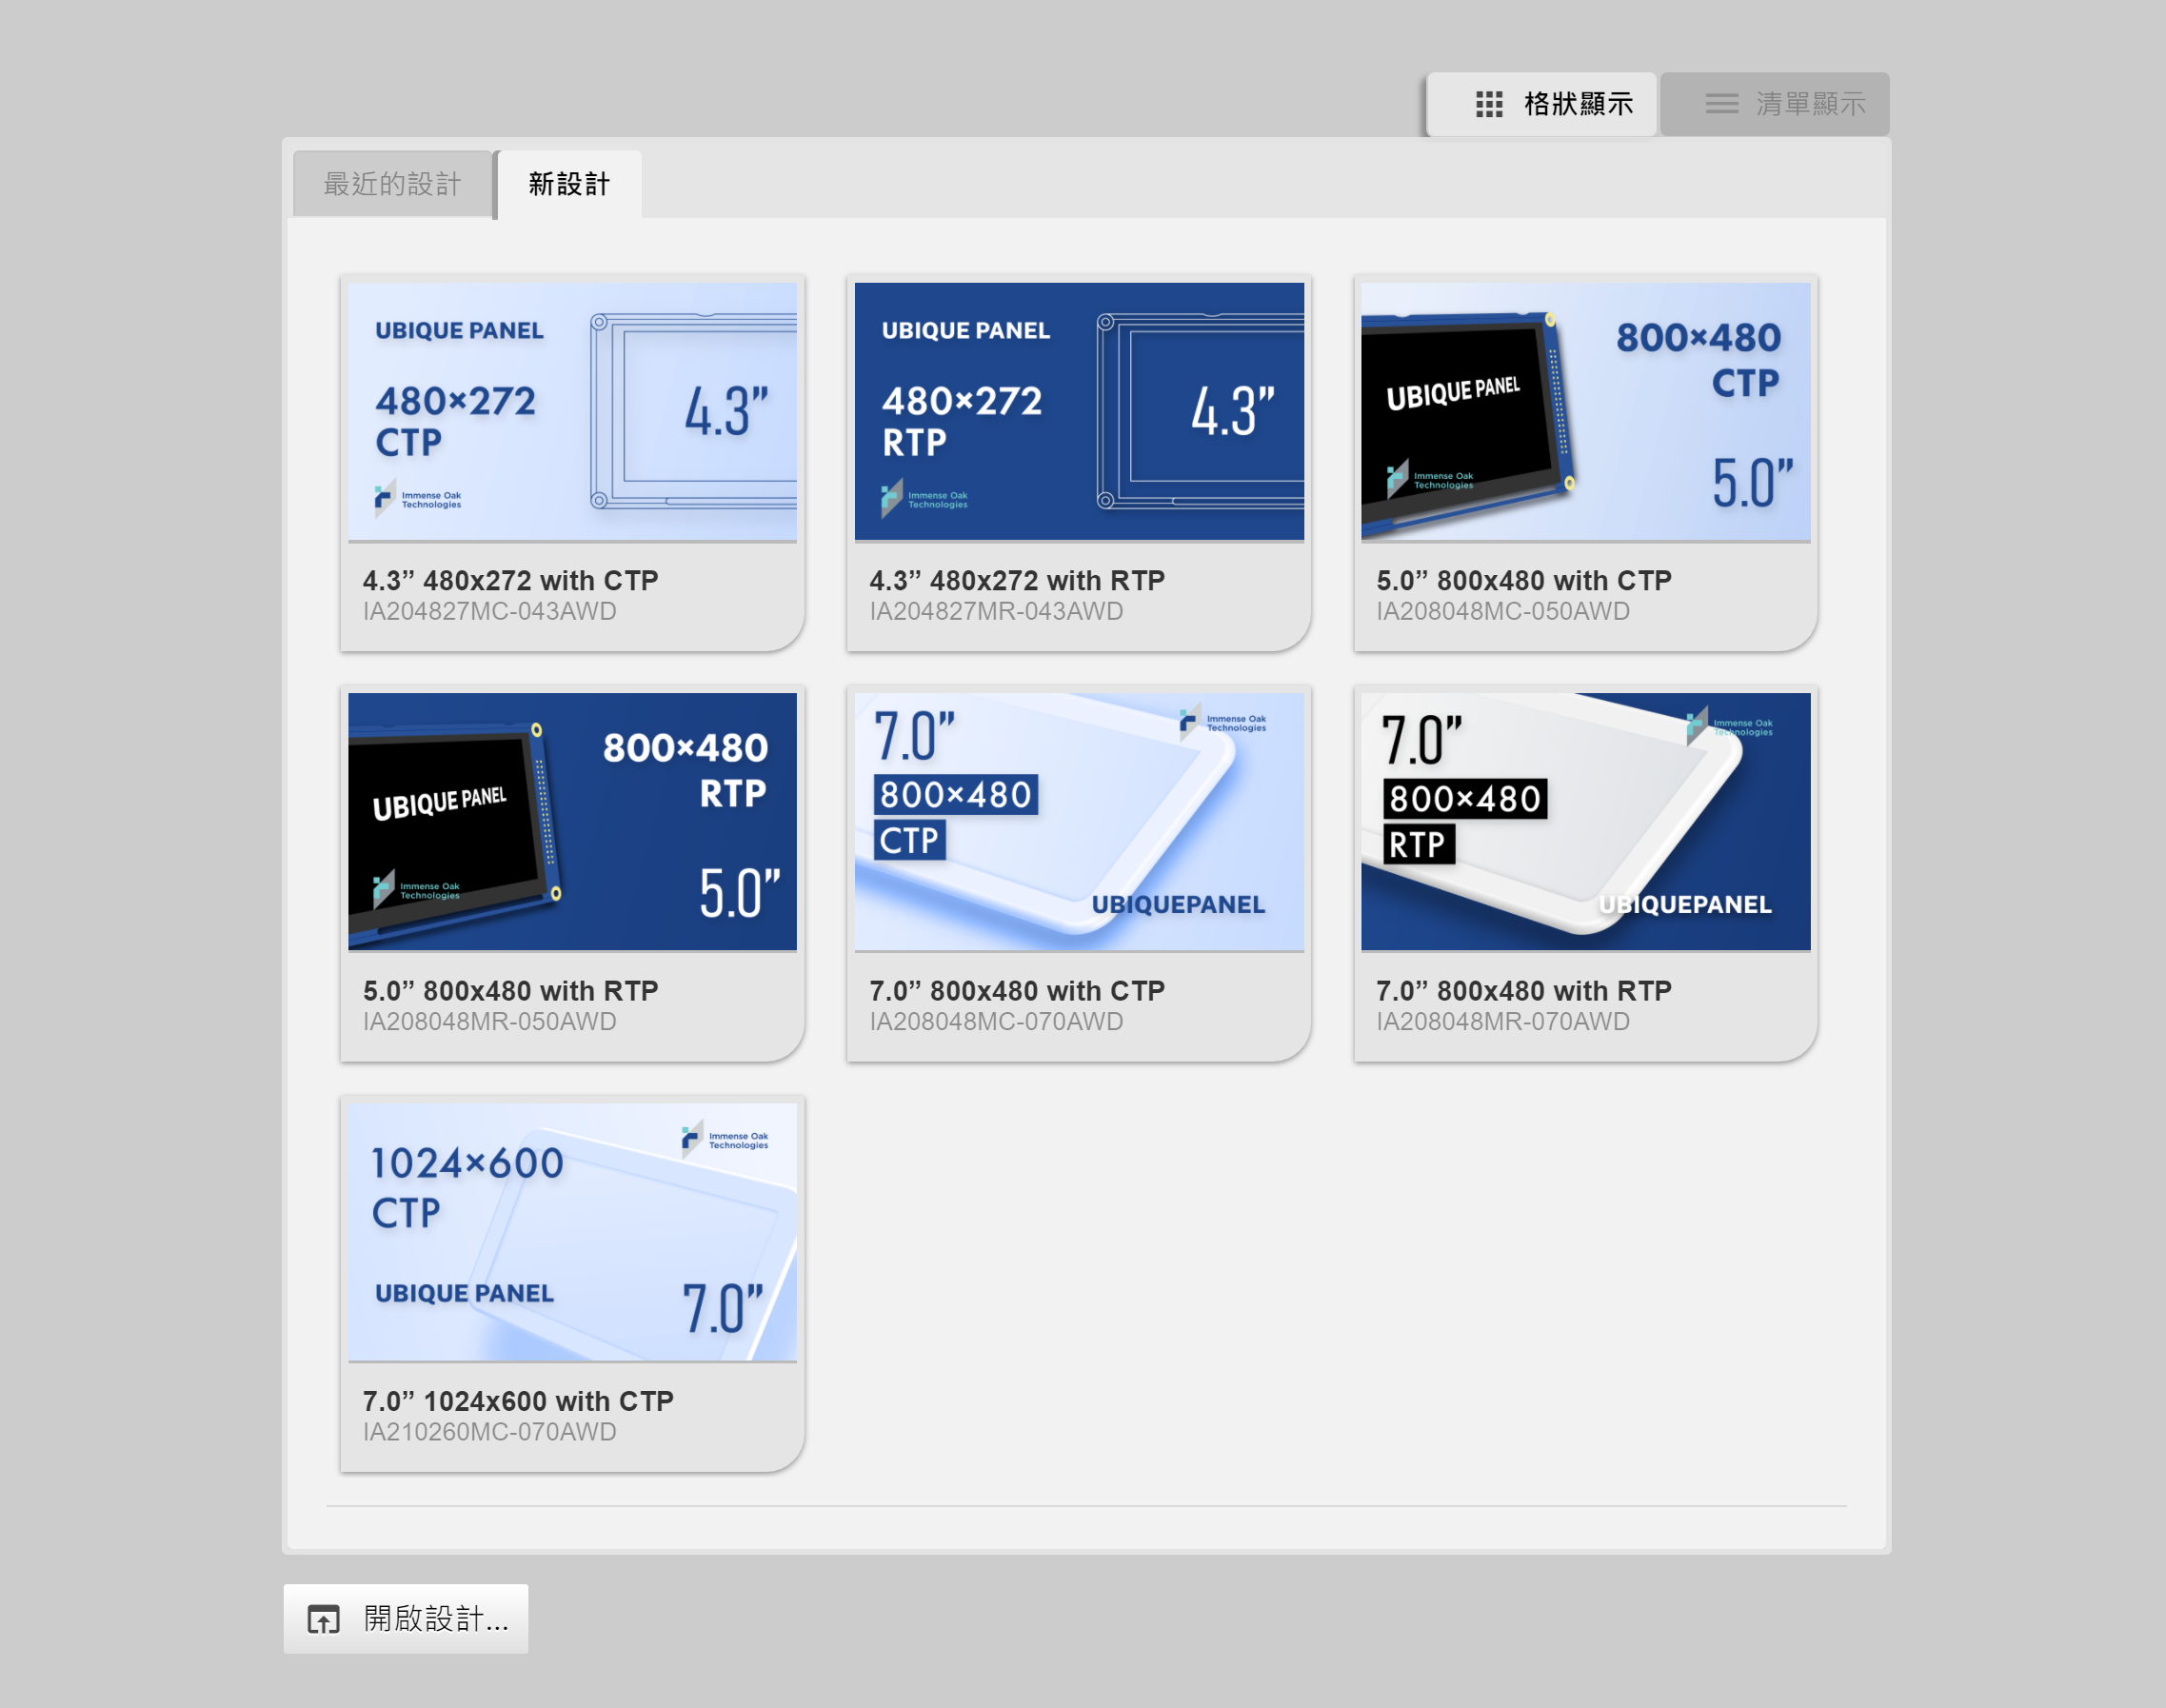 格狀顯示
清單顯示
最近的設計
新設計
UBIQUE PANEL
480×272
CTP
4.3”
Immense Oak
Technologies
4.3” 480x272 with CTP
IA204827MC-043AWD
UBIQUE PANEL
480×272
RTP
4.3”
Immense Oak
Technologies
4.3” 480x272 with RTP
IA204827MR-043AWD
800×480
CTP
UBIQUE PANEL
5.0”
Immense Oak
Technologies
5.0” 800x480 with CTP
IA208048MC-050AWD
800×480
RTP
UBIQUE PANEL
5.0”
Immense Oak
Technologies
5.0” 800x480 with RTP
IA208048MR-050AWD
7.0”
Immense Oak
Technologies
800×480
CTP
UBIQUEPANEL
7.0” 800x480 with CTP
IA208048MC-070AWD
7.0”
Immense Oak
Technologies
800×480
RTP
UBIQUEPANEL
7.0” 800x480 with RTP
IA208048MR-070AWD
Immense Oak
Technologies
1024×600
CTP
UBIQUE PANEL
7.0”
7.0” 1024x600 with CTP
IA210260MC-070AWD
開啟設計...